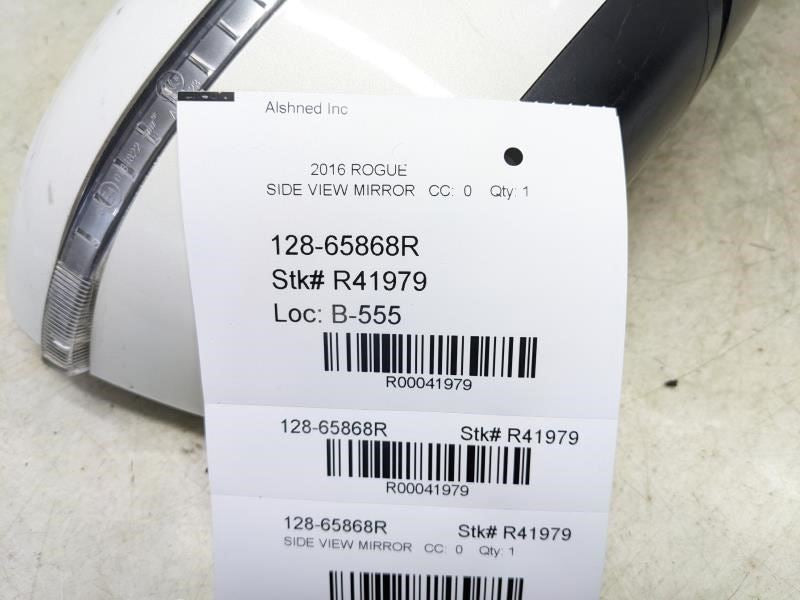 Alshned Inc
2016 ROGUE
SIDE VIEW MIRROR CC: 0 Qty: 1
128-65868R
Stk# R41979
Loc: B-555
R00041979
128-65868R Stk# R41979
R00041979
128-65868R Stk# R41979
SIDE VIEW MIRROR CC: 0 Qty: 1